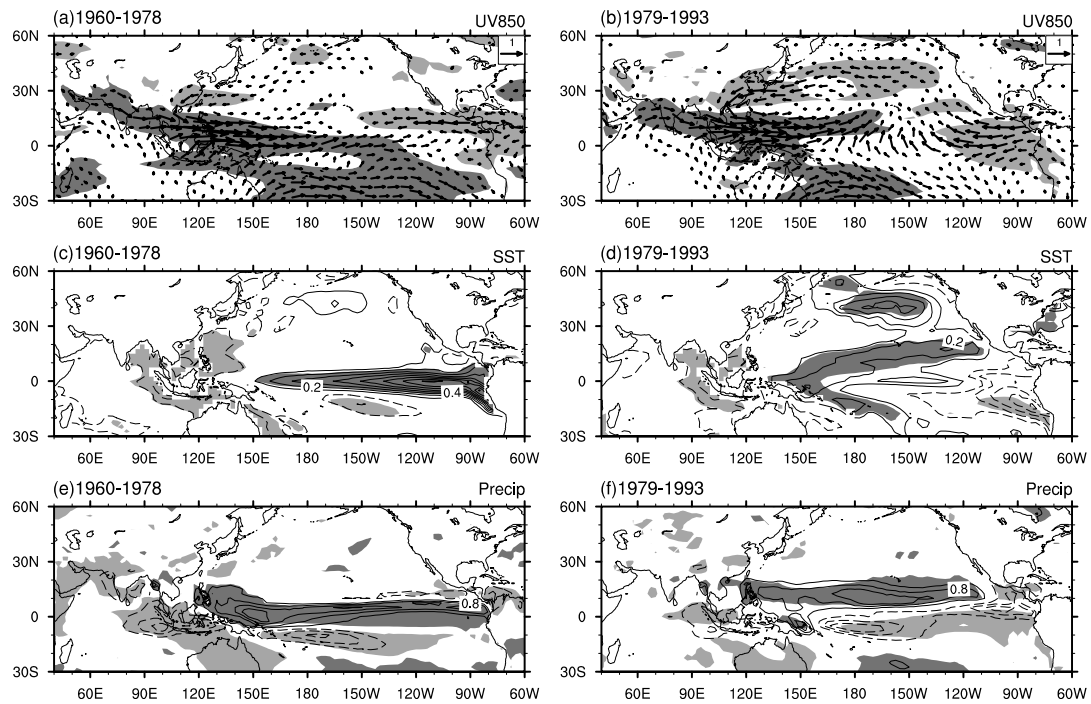 (a)1960-1978 UV850 (b)1979-1993 UV850
60N 1 60N 1
30N 30N
0 0
30S 30S
60E 90E 120E 150E 180 150W 120W 90W 60W 60E 90E 120E 150E 180 150W 120W 90W 60W
(c)1960-1978 SST (d)1979-1993 SST
60N 60N
30N 30N
0.2
0 0.2 0
0.4
30S 30S
60E 90E 120E 150E 180 150W 120W 90W 60W 60E 90E 120E 150E 180 150W 120W 90W 60W
(e)1960-1978 Precip (f)1979-1993 Precip
60N 60N
30N 30N
0.8 0.8
0 0
30S 30S
60E 90E 120E 150E 180 150W 120W 90W 60W 60E 90E 120E 150E 180 150W 120W 90W 60W